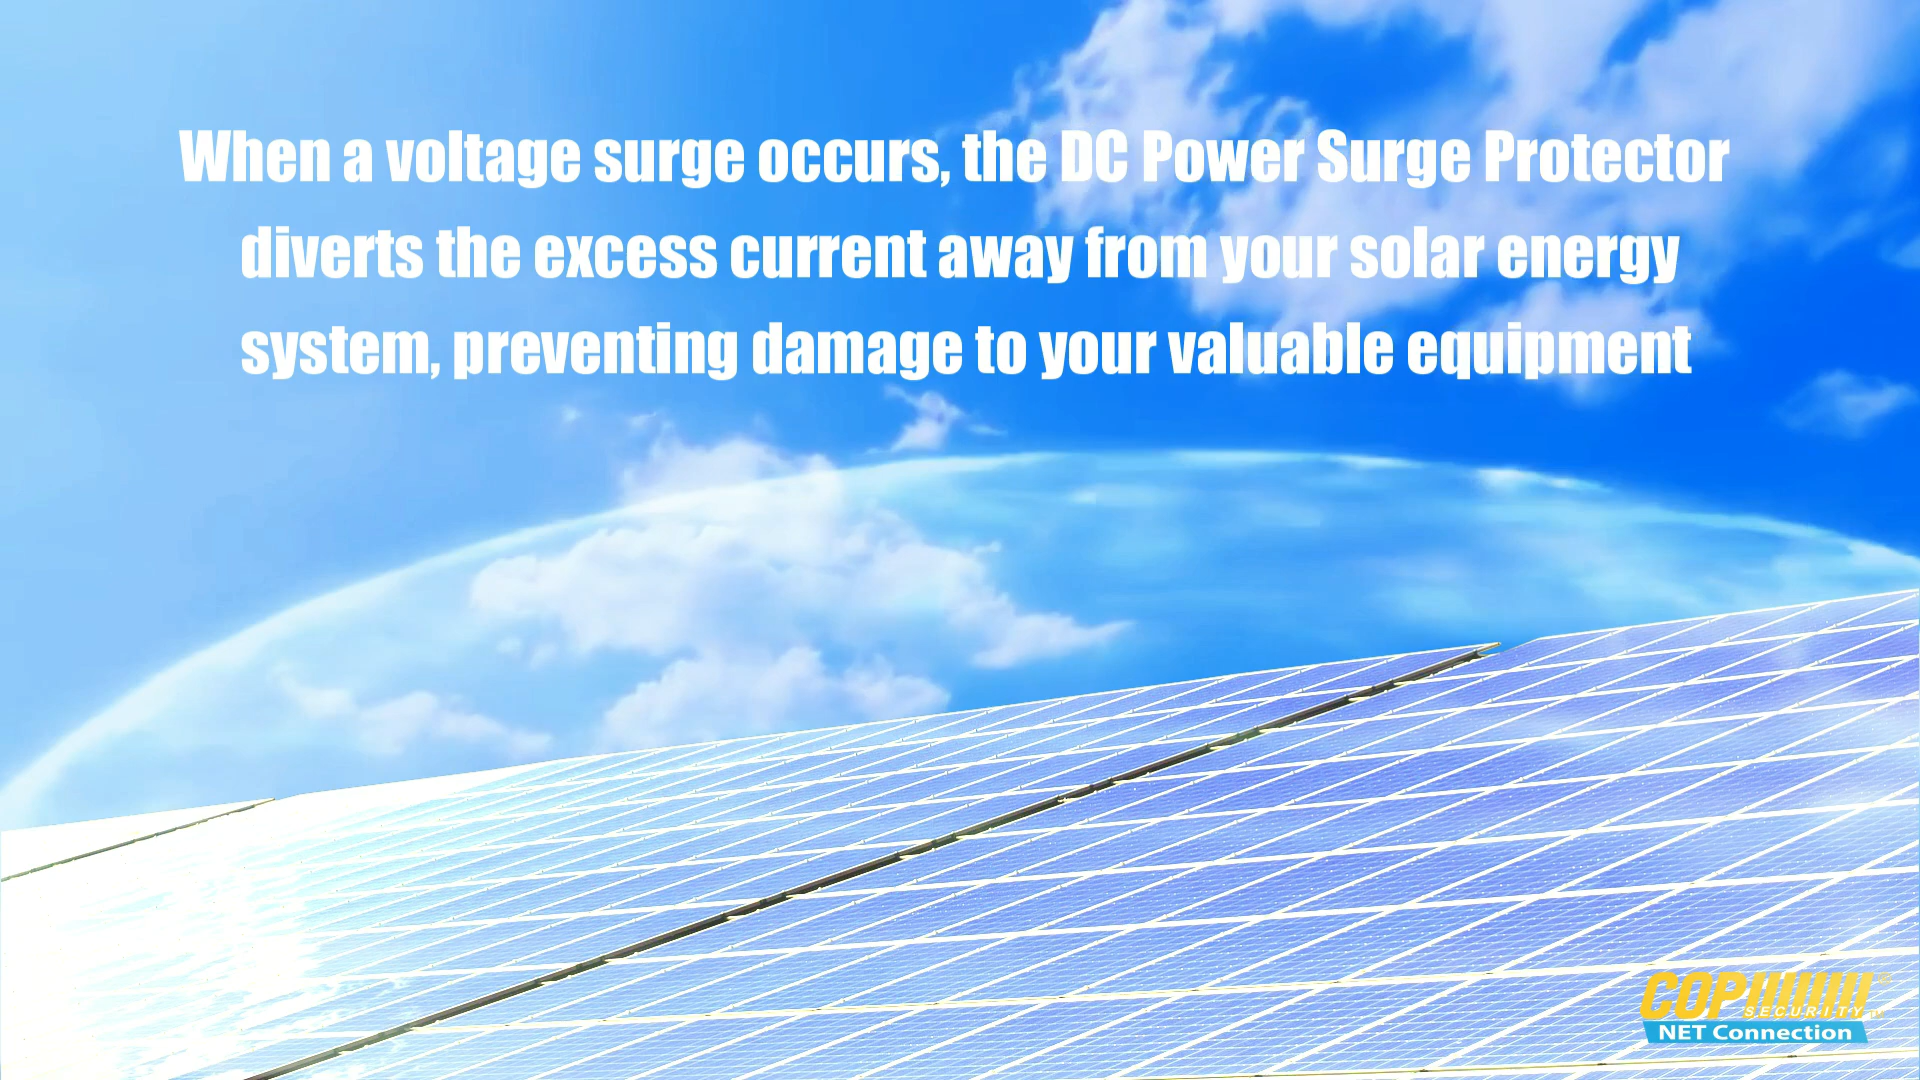 When a voltage surge occurs, the DC Power Surge Protector
diverts the excess current away from your solar energy
system, preventing damage to your valuable equipment
COP
SECURITY™
NET Connection